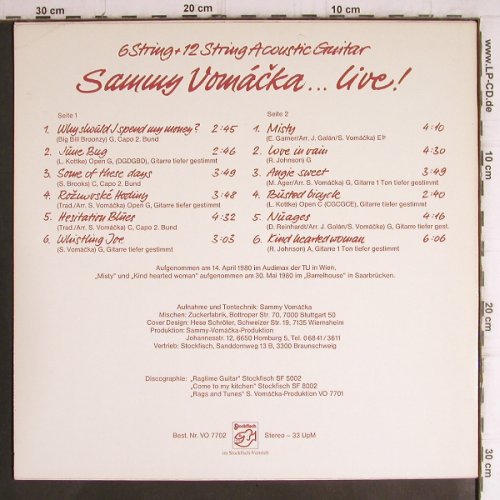 30 cm 20 cm 10 cm
www.LP-CD.de
10 cm
20 cm
30 cm
6 String + 12 String Acoustic Guitar
Sammy Vomáčka ... live!
Seite 1
1. Why should I spend my money? 2:45
(Big Bill Broonzy) G, Capo 2. Bund
2. June Bug 2:46
(L. Kottke) Open G, (DGDGBD), Gitarre tiefer gestimmt
3. Some of these days 3:49
(S. Brooks) C, Capo 2. Bund
4. Rožmovské Hodiny 3:48
(Trad./Arr. S. Vomáčka) Open G, Gitarre tiefer gestimmt
5. Hesitation Blues 4:32
(Trad./Arr. S. Vomáčka) C, Capo 2. Bund
6. Whistling Joe 3:03
(S. Vomáčka) G, Gitarre tiefer gestimmt
Seite 2
1. Misty 4:10
(E. Garner/Arr. J. Galán/S. Vomáčka) E♭
2. Love in vain 4:30
(R. Johnson) G
3. Angie sweet 3:49
(M. Ager/Arr. S. Vomáčka) G, Gitarre 1 Ton tiefer gestimmt
4. Busted bicycle 2:40
(L. Kottke) Open C (CGCGCE), Gitarre tiefer gestimmt
5. Nuages 4:16
(D. Reinhardt/Arr. J. Galán/S. Vomáčka) G, Gitarre tiefer gest.
6. Kind hearted woman 6:06
(R. Johnson) A, Gitarre 1 Ton tiefer gestimmt
Aufgenommen am 14. April 1980 im Audimax der TU in Wien,
"Misty" und "Kind hearted woman" aufgenommen am 30. Mai 1980 im "Barrelhouse" in Saarbrücken.
Aufnahme und Tontechnik: Sammy Vomáčka
Mischen: Zuckerfabrik, Bottroper Str. 70, 7000 Stuttgart 50
Cover Design: Hese Schröter, Schweizer Str. 19, 7135 Wiernsheim
Produktion: Sammy-Vomáčka-Produktion
Johannesstr. 12, 6650 Homburg 5, Tel. 06841/3611
Vertrieb: Stockfisch, Sanddornweg 13 B, 3300 Braunschweig
Discographie: „Ragtime Guitar" Stockfisch SF 5002
„Come to my kitchen" Stockfisch SF 8002
„Rags and Tunes" S. Vomáčka-Produktion VO 7701
Best. Nr. VO 7702 Stockfisch Stereo – 33 UpM
im Stockfisch-Vertrieb